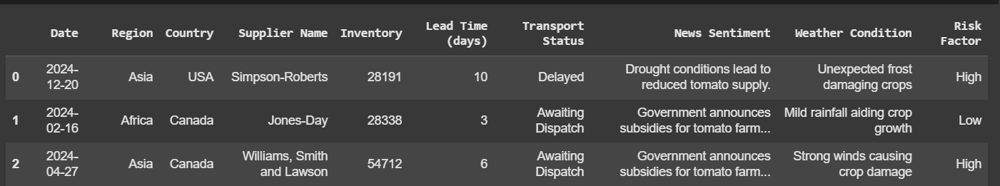 Date Region Country Supplier Name Inventory Lead Time (days) Transport Status News Sentiment Weather Condition Risk Factor
0 2024-12-20 Asia USA Simpson-Roberts 28191 10 Delayed Drought conditions lead to reduced tomato supply. Unexpected frost damaging crops High
1 2024-02-16 Africa Canada Jones-Day 28338 3 Awaiting Dispatch Government announces subsidies for tomato farm... Mild rainfall aiding crop growth Low
2 2024-04-27 Asia Canada Williams, Smith and Lawson 54712 6 Awaiting Dispatch Government announces subsidies for tomato farm... Strong winds causing crop damage High